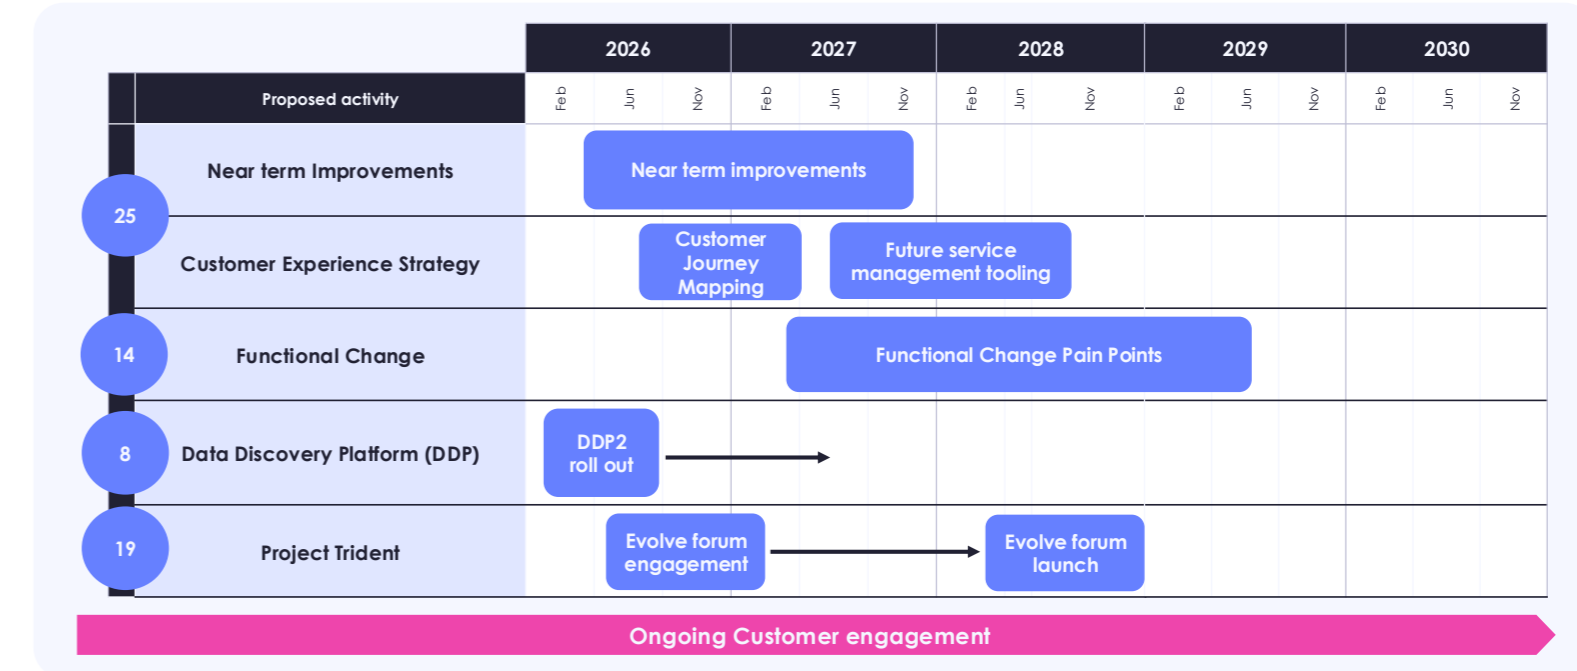 2026 2027 2028 2029 2030
Proposed activity Feb Jun Nov Feb Jun Nov Feb Jun Nov Feb Jun Nov Feb Jun Nov
25
Near term Improvements
Near term improvements
Customer Experience Strategy
Customer
Journey
Mapping
Future service
management tooling
14
Functional Change
Functional Change Pain Points
8
Data Discovery Platform (DDP)
DDP2
roll out
19
Project Trident
Evolve forum
engagement
Evolve forum
launch
Ongoing Customer engagement